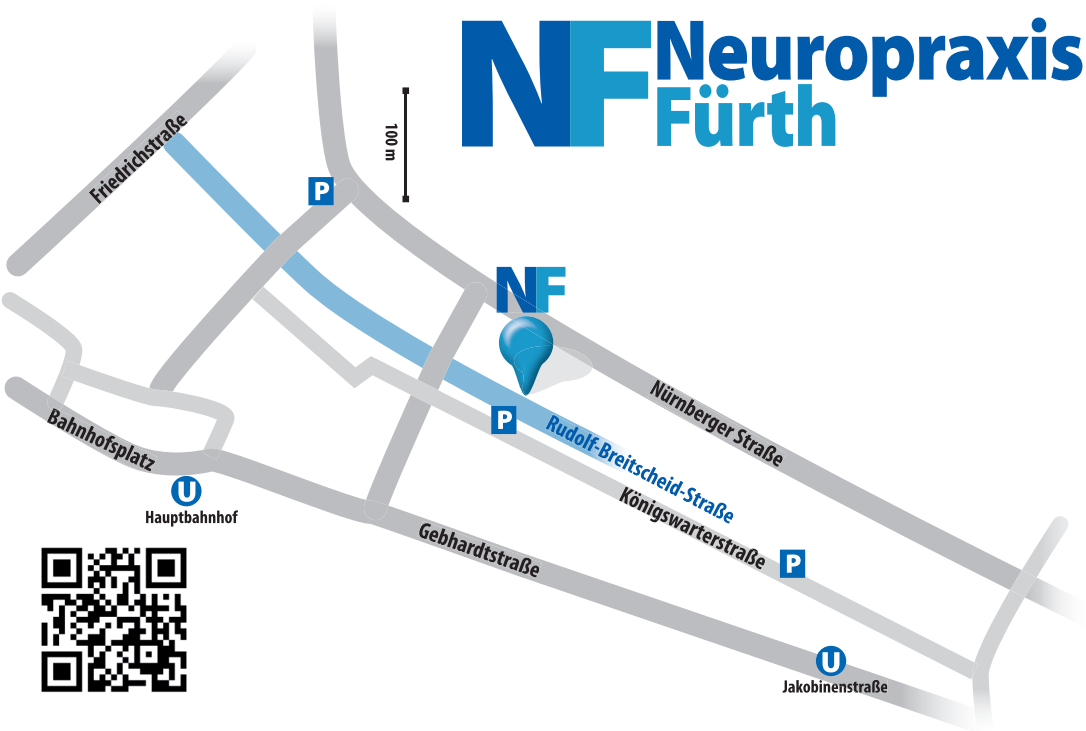 NF Neuropraxis
Fürth
Friedrichstraße
P
100 m
NF
Nürnberger Straße
P
Rudolf-Breitscheid-Straße
Bahnhofsplatz
U
Hauptbahnhof
Königswarterstraße
P
Gebhardtstraße
U
Jakobinenstraße